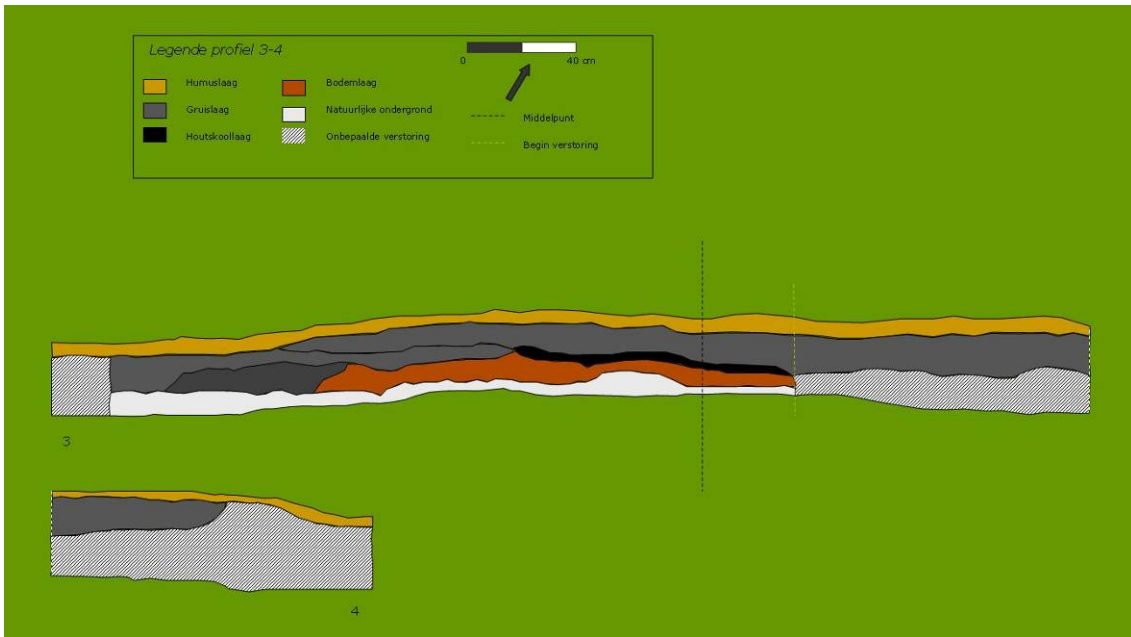 Legende profiel 3-4
0 40 cm
Humuslaag
Bodemlaag
Gruislaag
Natuurlijke ondergrond
Middelpunt
Houtskoollaag
Onbepaalde verstoring
Begin verstoring
3
4